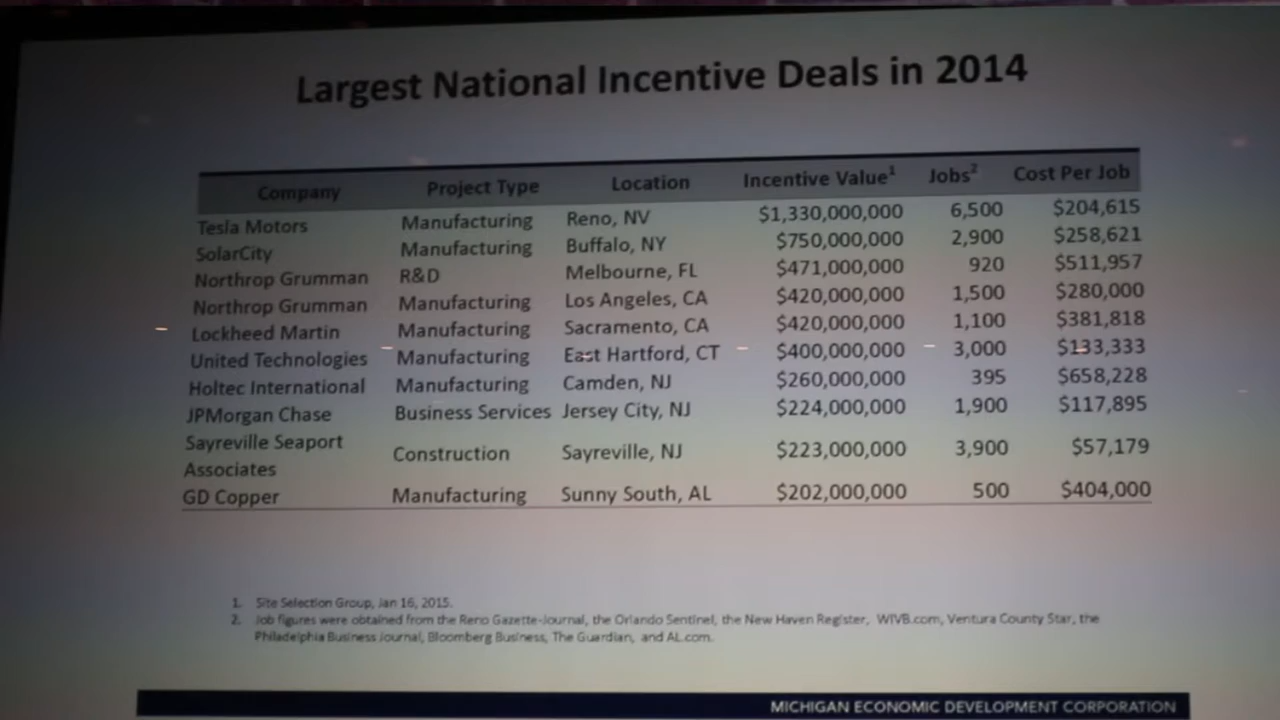 Largest National Incentive Deals in 2014
Company Project Type Location Incentive Value¹ Jobs² Cost Per Job
Tesla Motors Manufacturing Reno, NV $1,330,000,000 6,500 $204,615
SolarCity Manufacturing Buffalo, NY $750,000,000 2,900 $258,621
Northrop Grumman R&D Melbourne, FL $471,000,000 920 $511,957
Northrop Grumman Manufacturing Los Angeles, CA $420,000,000 1,500 $280,000
Lockheed Martin Manufacturing Sacramento, CA $420,000,000 1,100 $381,818
United Technologies Manufacturing East Hartford, CT $400,000,000 3,000 $133,333
Holtec International Manufacturing Camden, NJ $260,000,000 395 $658,228
JPMorgan Chase Business Services Jersey City, NJ $224,000,000 1,900 $117,895
Sayreville Seaport
Associates Construction Sayreville, NJ $223,000,000 3,900 $57,179
GD Copper Manufacturing Sunny South, AL $202,000,000 500 $404,000
1. Site Selection Group, Jan 16, 2015.
2. Job figures were obtained from the Reno Gazette-Journal, the Orlando Sentinel, the New Haven Register, WIVB.com, Ventura County Star, the
Philadelphia Business Journal, Bloomberg Business, The Guardian, and AL.com.
MICHIGAN ECONOMIC DEVELOPMENT CORPORATION